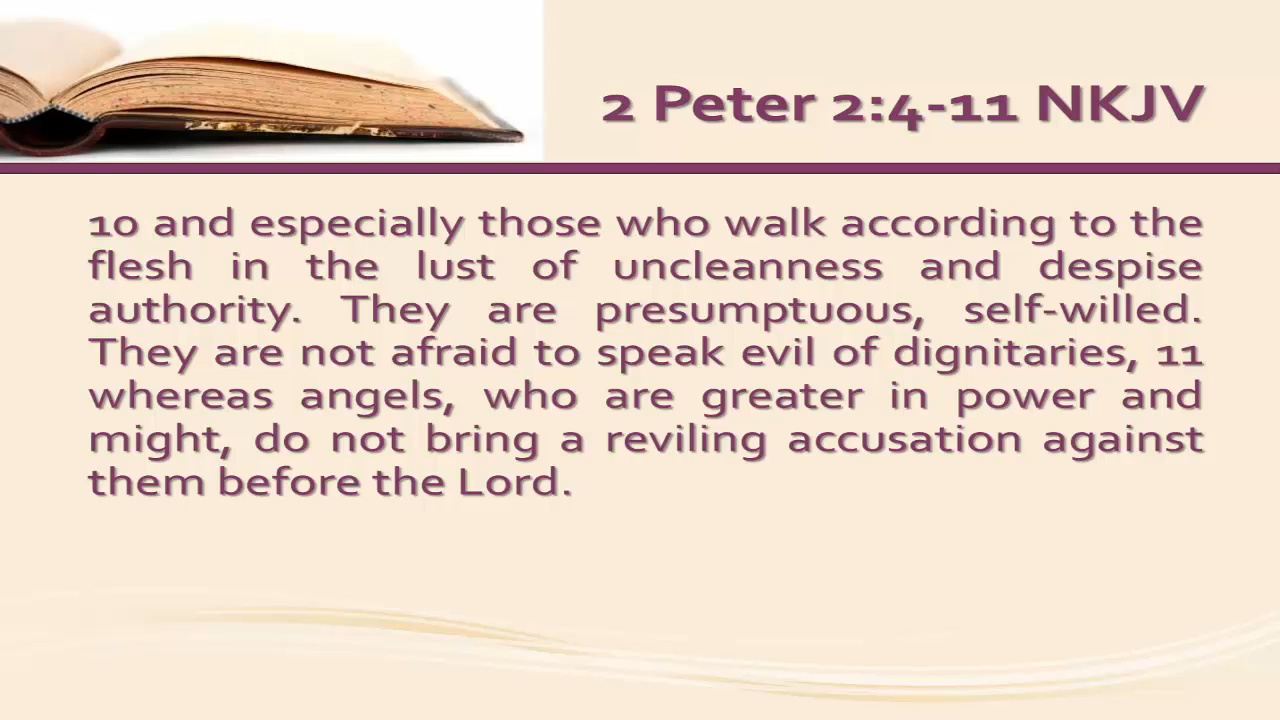 2 Peter 2:4-11 NKJV
10 and especially those who walk according to the
flesh in the lust of uncleanness and despise
authority. They are presumptuous, self-willed.
They are not afraid to speak evil of dignitaries, 11
whereas angels, who are greater in power and
might, do not bring a reviling accusation against
them before the Lord.